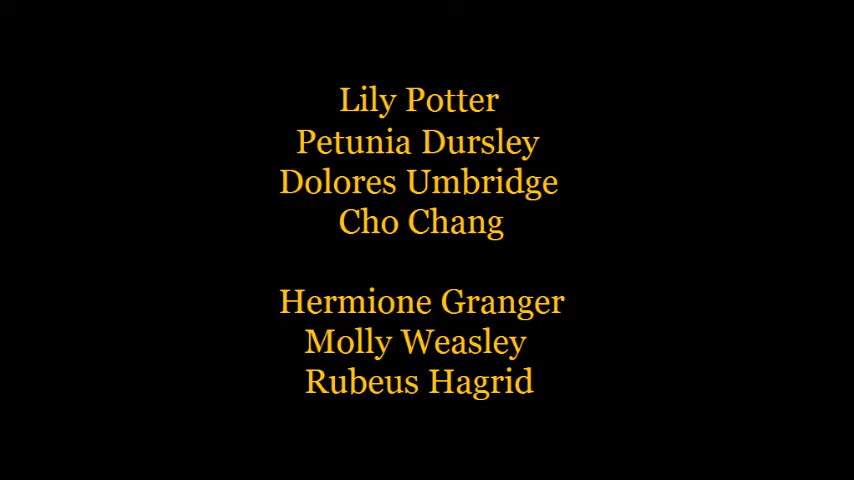 Lily Potter
Petunia Dursley
Dolores Umbridge
Cho Chang
Hermione Granger
Molly Weasley
Rubeus Hagrid